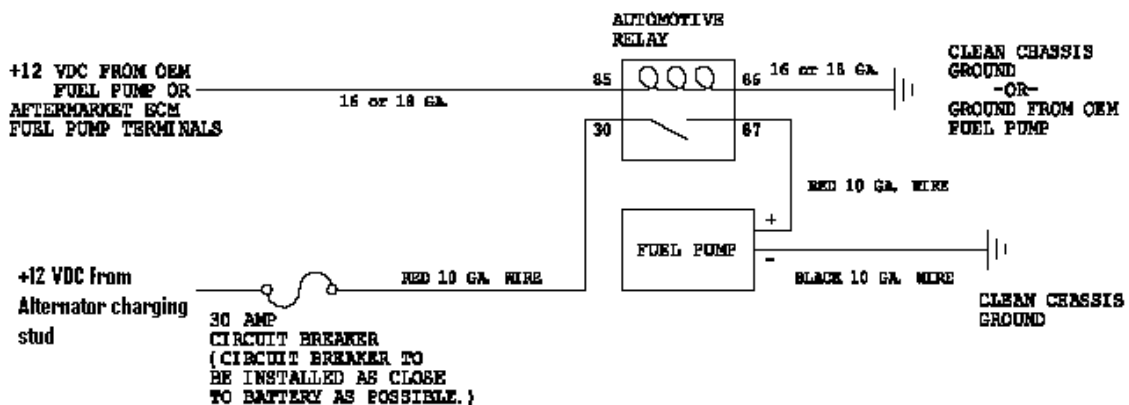 AUTOMOTIVE
RELAY
+12 VDC FROM OEM
FUEL PUMP OR
AFTERMARKET ECM
FUEL PUMP TERMINALS
16 or 18 GA.
85
86
30
87
16 or 18 GA.
CLEAN CHASSIS
GROUND
-OR-
GROUND FROM OEM
FUEL PUMP
RED 10 GA. WIRE
FUEL PUMP
+
-
BLACK 10 GA. WIRE
CLEAN CHASSIS
GROUND
+12 VDC from
Alternator charging
stud
RED 10 GA. WIRE
30 AMP
CIRCUIT BREAKER
(CIRCUIT BREAKER TO
BE INSTALLED AS CLOSE
TO BATTERY AS POSSIBLE.)